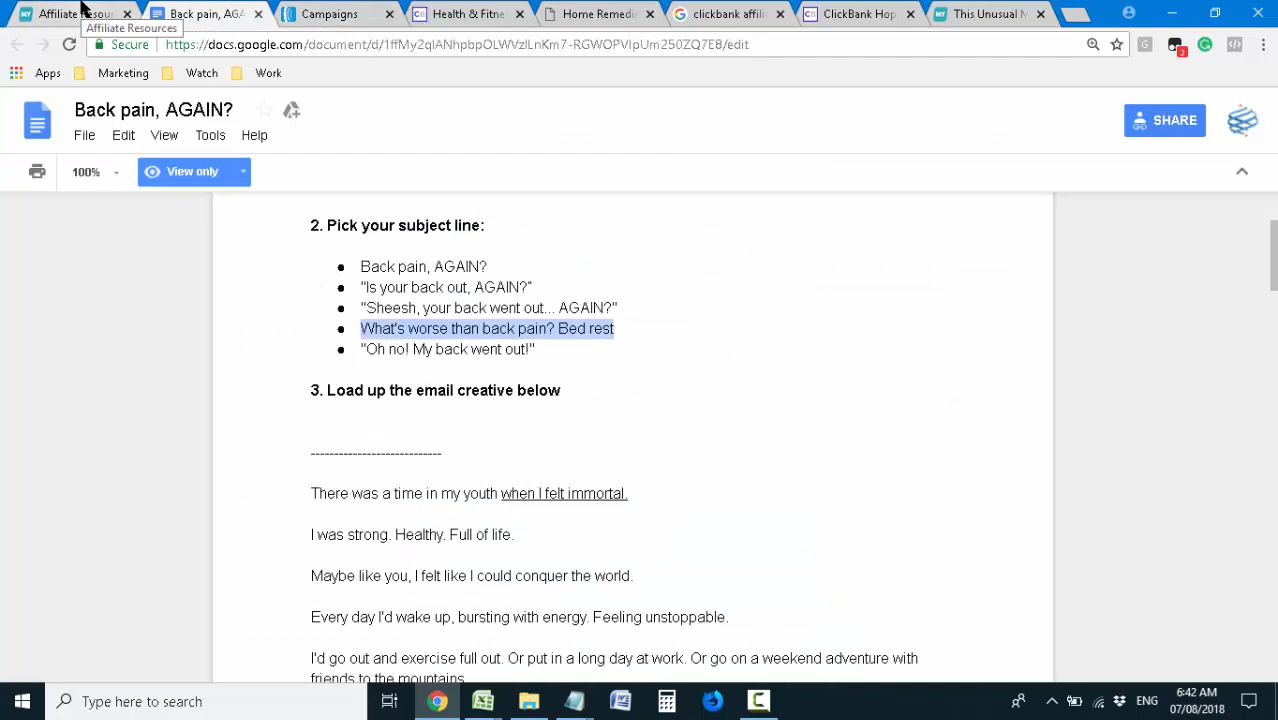 Affiliate Resour
Back pain, AGA
Campaigns
Health & Fitne
Home Remedi
clickbank affilin
ClickBank Hop
This Unusual M
Affiliate Resources
Secure
https://docs.google.com/document/d/1ffMy2qIANhpbpOLWVzlLnKm7-RGWOPVIpUm250ZQ7E8/edit
3
Apps
Marketing
Watch
Work
Back pain, AGAIN?
File Edit View Tools Help
SHARE
100%
View only
2. Pick your subject line:
● Back pain, AGAIN?
● "Is your back out, AGAIN?"
● "Sheesh, your back went out... AGAIN?"
● What's worse than back pain? Bed rest
● "Oh no! My back went out!"
3. Load up the email creative below
----------------------------
There was a time in my youth when I felt immortal.
I was strong. Healthy. Full of life.
Maybe like you, I felt like I could conquer the world.
Every day I'd wake up, bursting with energy. Feeling unstoppable.
I'd go out and exercise full out. Or put in a long day at work. Or go on a weekend adventure with
friends to the mountains.
Type here to search
ENG
6:42 AM
07/08/2018